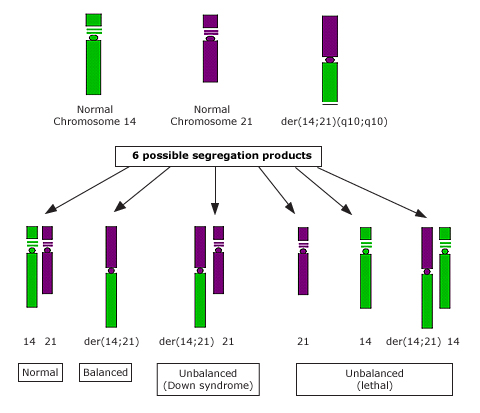 Normal
Chromosome 14
Normal
Chromosome 21
der(14;21)(q10;q10)
6 possible segregation products
14 21
der(14;21)
der(14;21) 21
21
14
der(14;21) 14
Normal
Balanced
Unbalanced
(Down syndrome)
Unbalanced
(lethal)